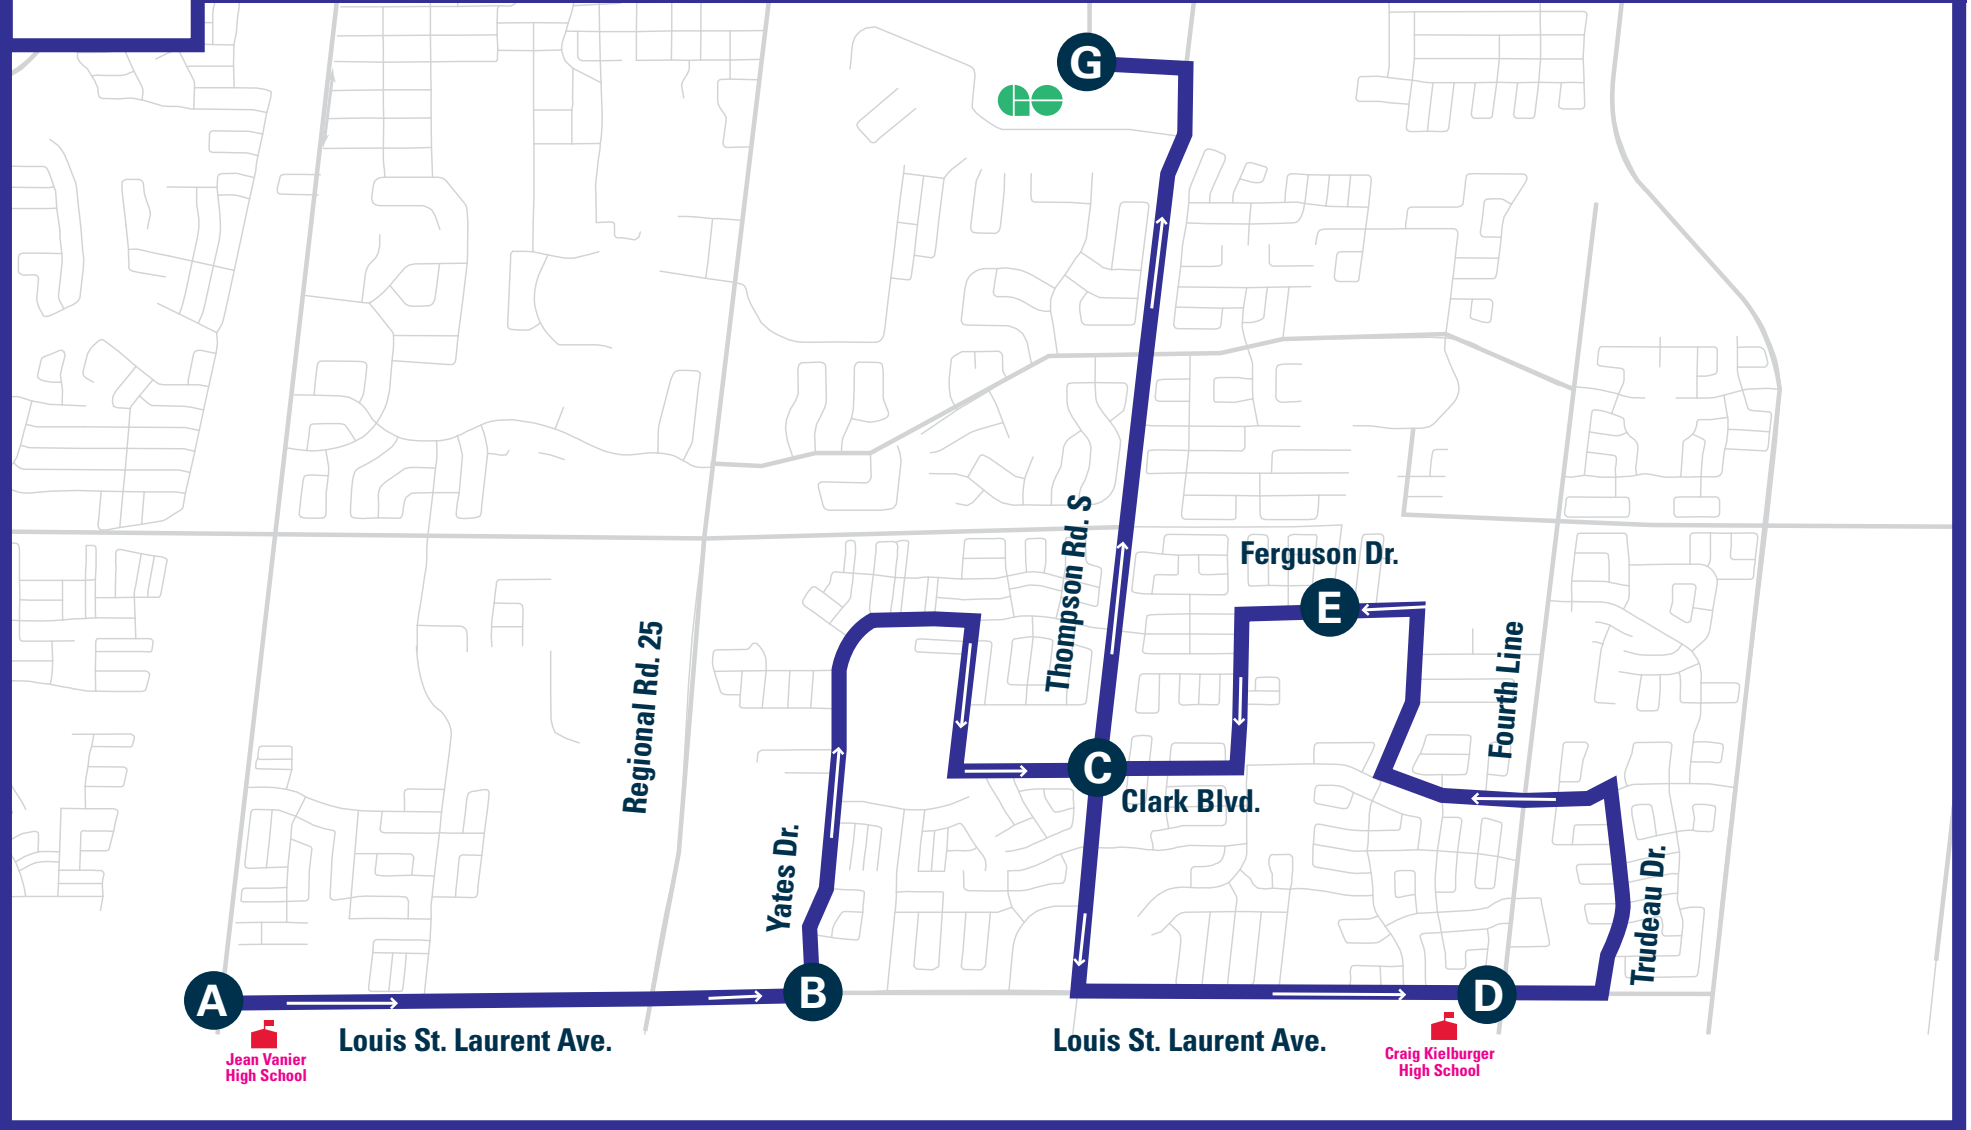 G
GO
Thompson Rd. S
Ferguson Dr.
E
Regional Rd. 25
Fourth Line
C
Clark Blvd.
Yates Dr.
Trudeau Dr.
A
B
D
Louis St. Laurent Ave.
Louis St. Laurent Ave.
Jean Vanier
High School
Craig Kielburger
High School